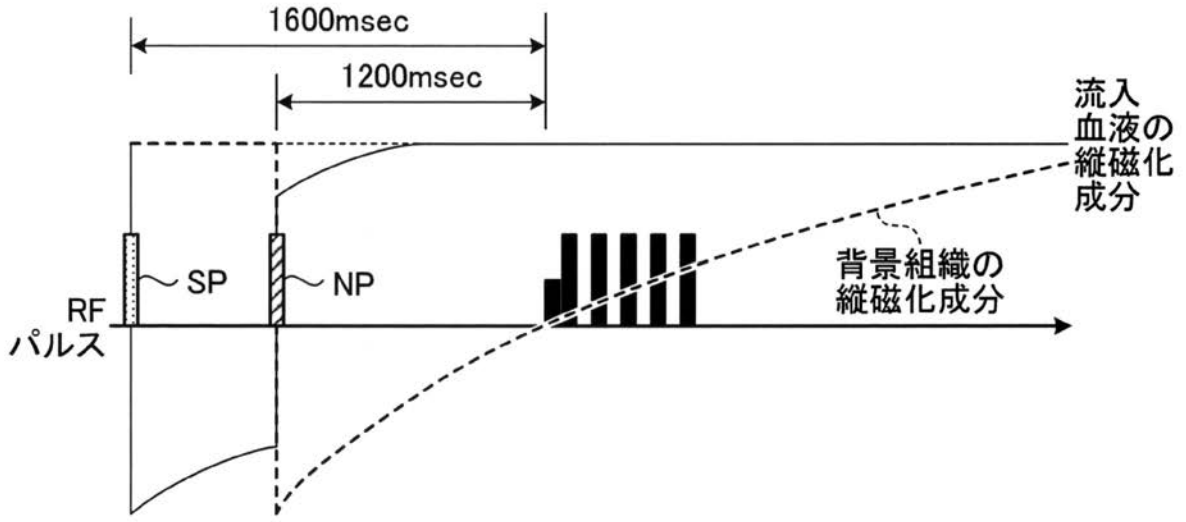 1600msec
1200msec
流入
血液の
縦磁化
成分
SP
NP
背景組織の
縦磁化成分
RF
パルス